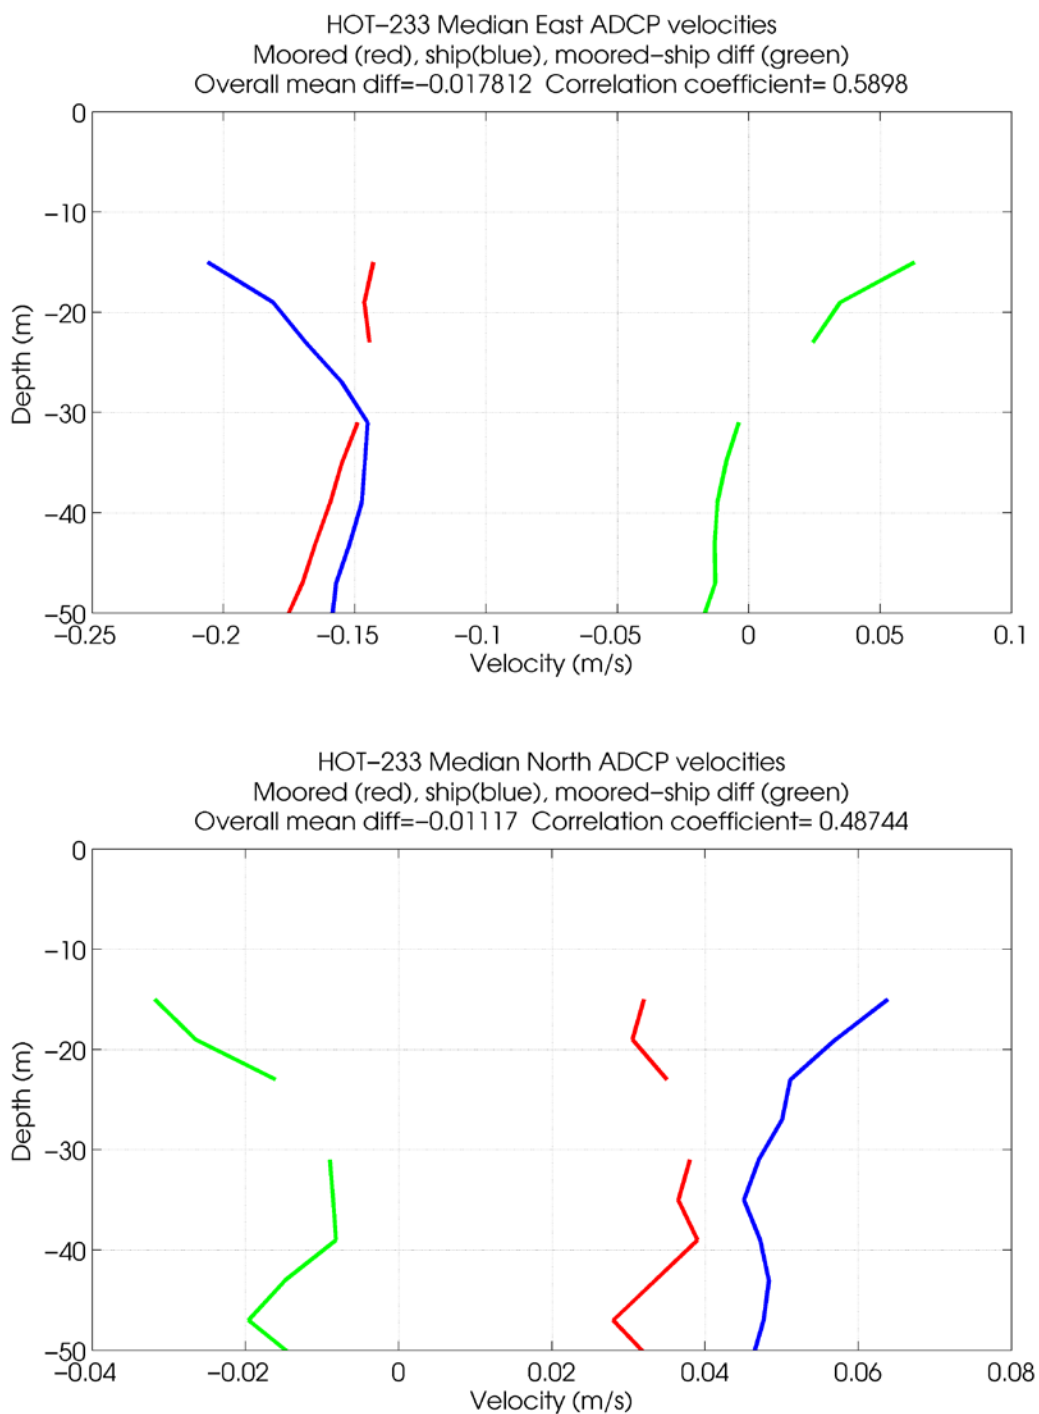 HOT-233 Median East ADCP velocities
Moored (red), ship(blue), moored-ship diff (green)
Overall mean diff=-0.017812 Correlation coefficient= 0.5898
0
-10
-20
-30
-40
-50
Depth (m)
-0.25 -0.2 -0.15 -0.1 -0.05 0 0.05 0.1
Velocity (m/s)
HOT-233 Median North ADCP velocities
Moored (red), ship(blue), moored-ship diff (green)
Overall mean diff=-0.01117 Correlation coefficient= 0.48744
0
-10
-20
-30
-40
-50
Depth (m)
-0.04 -0.02 0 0.02 0.04 0.06 0.08
Velocity (m/s)